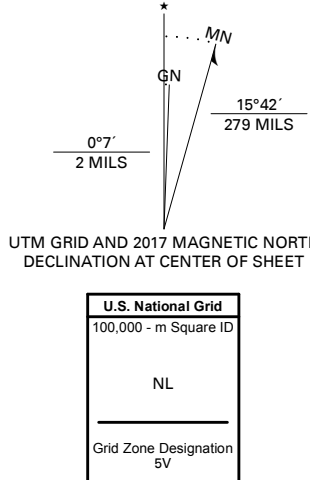 ★
MN
GN
15°42´
279 MILS
0°7´
2 MILS
UTM GRID AND 2017 MAGNETIC NORTH
DECLINATION AT CENTER OF SHEET
U.S. National Grid
100,000 - m Square ID
NL
Grid Zone Designation
5V